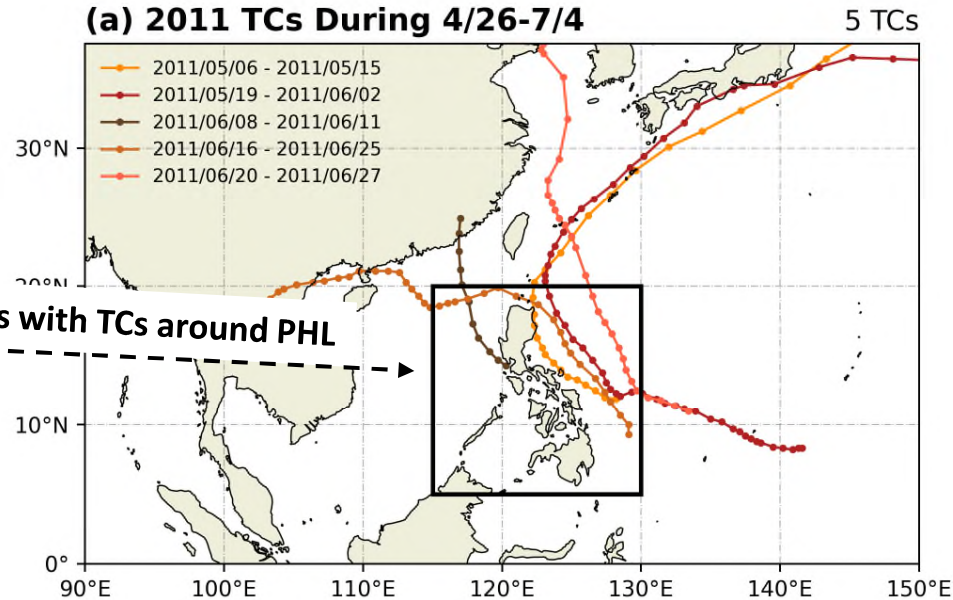 (a) 2011 TCs During 4/26-7/4
5 TCs
2011/05/06 - 2011/05/15
2011/05/19 - 2011/06/02
2011/06/08 - 2011/06/11
2011/06/16 - 2011/06/25
2011/06/20 - 2011/06/27
30°N
20°N
s with TCs around PHL
10°N
0°
90°E 100°E 110°E 120°E 130°E 140°E 150°E